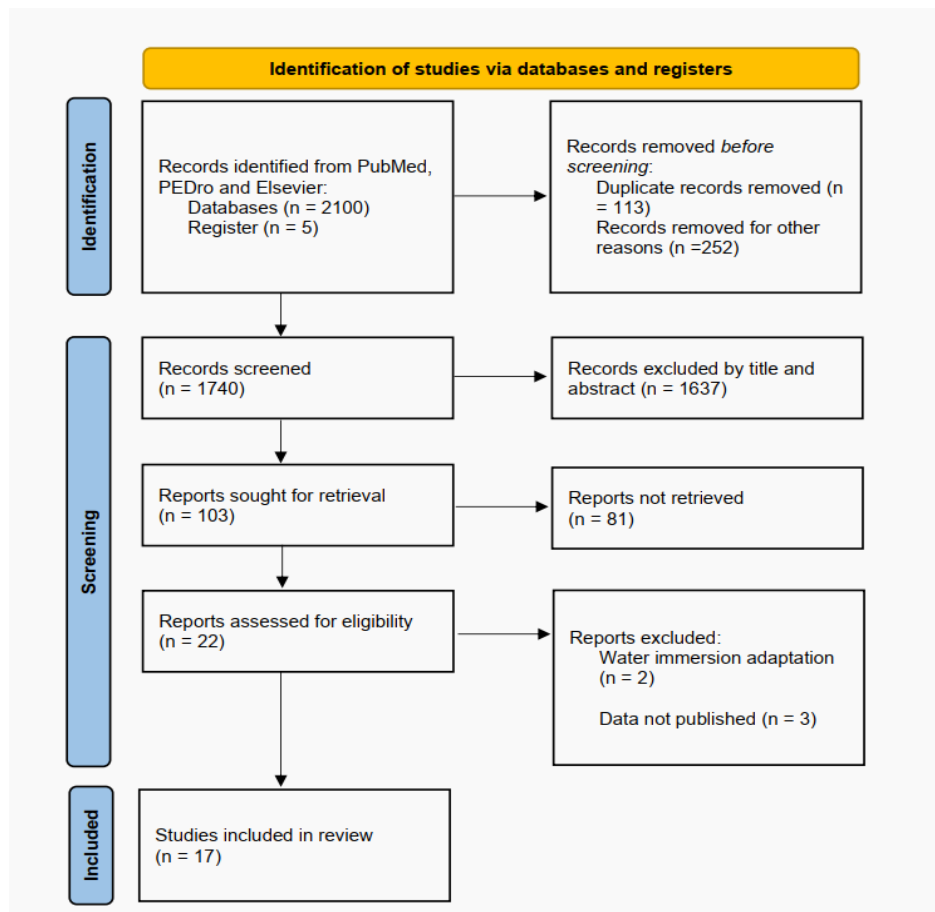 Identification of studies via databases and registers
Identification
Records identified from PubMed,
PEDro and Elsevier:
Databases (n = 2100)
Register (n = 5)
Records removed before
screening:
Duplicate records removed (n
= 113)
Records removed for other
reasons (n =252)
Screening
Records screened
(n = 1740)
Records excluded by title and
abstract (n = 1637)
Reports sought for retrieval
(n = 103)
Reports not retrieved
(n = 81)
Reports assessed for eligibility
(n = 22)
Reports excluded:
Water immersion adaptation
(n = 2)
Data not published (n = 3)
Included
Studies included in review
(n = 17)